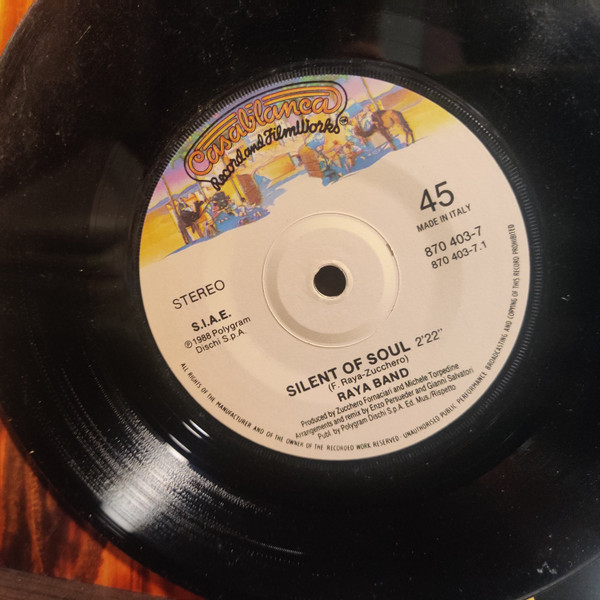 Casablanca
Record and FilmWorks
45
MADE IN ITALY
870 403-7
870 403-7.1
STEREO
S.I.A.E.
℗ 1988 Polygram
Dischi S.p.A.
SILENT OF SOUL 2'22"
(F. Raya-Zucchero)
RAYA BAND
Produced by Zucchero Fornaciari and Michele Torpedine
Arrangements and remix by Enzo Persueder and Gianni Salvatori
Publ. by Polygram Dischi S.p.A. Ed. Mus./Rispetto
ALL RIGHTS OF THE MANUFACTURER AND OF THE OWNER OF THE RECORDED WORK RESERVED · UNAUTHORISED PUBLIC PERFORMANCE BROADCASTING AND COPYING OF THIS RECORD PROHIBITED